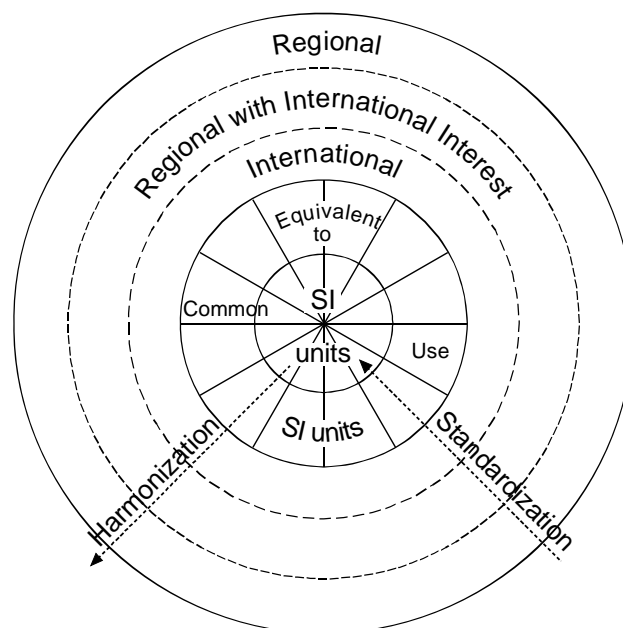 Regional
Regional with International Interest
International
Equivalent
to
SI
Common
units
Use
SI units
Harmonization
Standardization